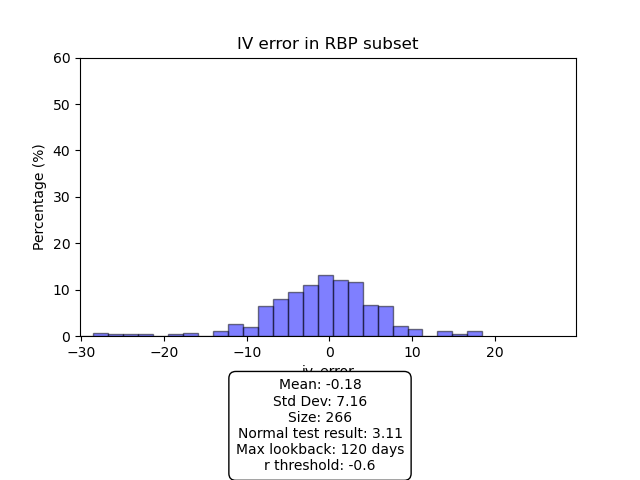 IV error in RBP subset
Percentage (%)
60
50
40
30
20
10
0
−30 −20 −10 0 10 20
iv_error
Mean: -0.18
Std Dev: 7.16
Size: 266
Normal test result: 3.11
Max lookback: 120 days
r threshold: -0.6